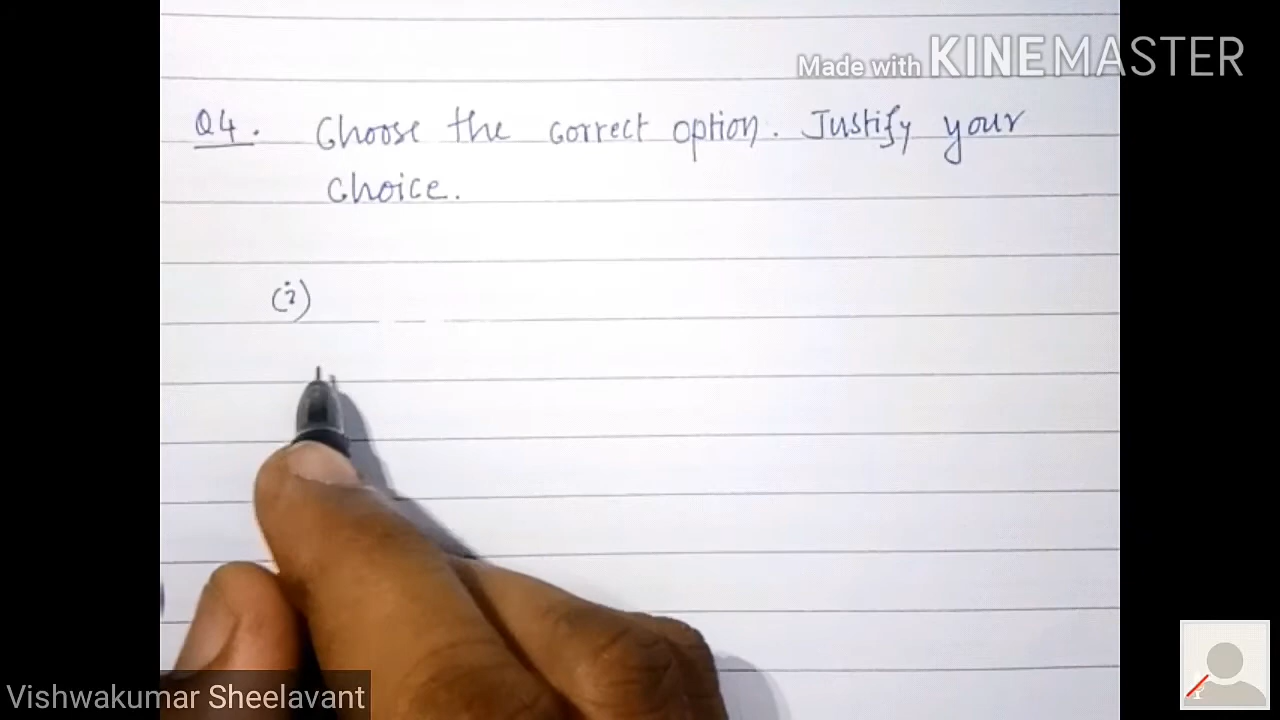 Made with KINEMASTER
Q4. Choose the correct option. Justify your
choice.
(i)
Vishwakumar Sheelavant